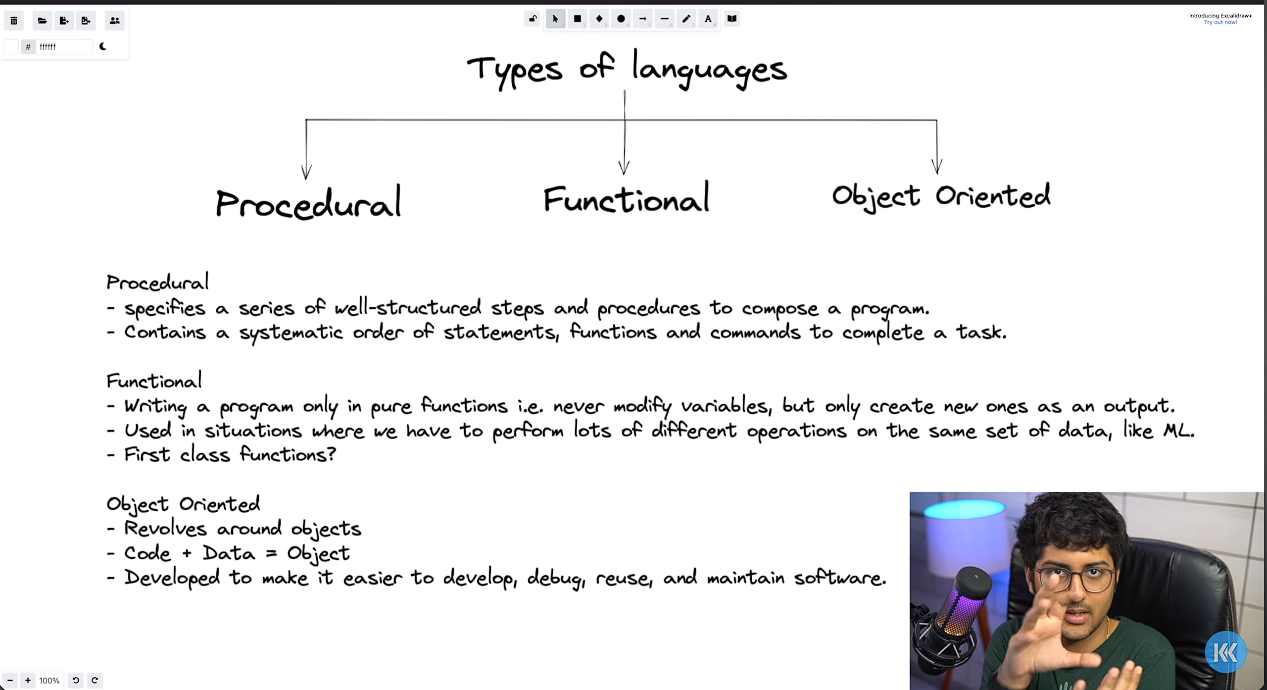 # ffffff
A
Introducing Excalidraw+
Try out now!
Types of languages
Procedural
Functional
Object Oriented
Procedural
- specifies a series of well-structured steps and procedures to compose a program.
- Contains a systematic order of statements, functions and commands to complete a task.
Functional
- Writing a program only in pure functions i.e. never modify variables, but only create new ones as an output.
- Used in situations where we have to perform lots of different operations on the same set of data, like ML.
- First class functions?
Object Oriented
- Revolves around objects
- Code + Data = Object
- Developed to make it easier to develop, debug, reuse, and maintain software.
KK
- + 100%